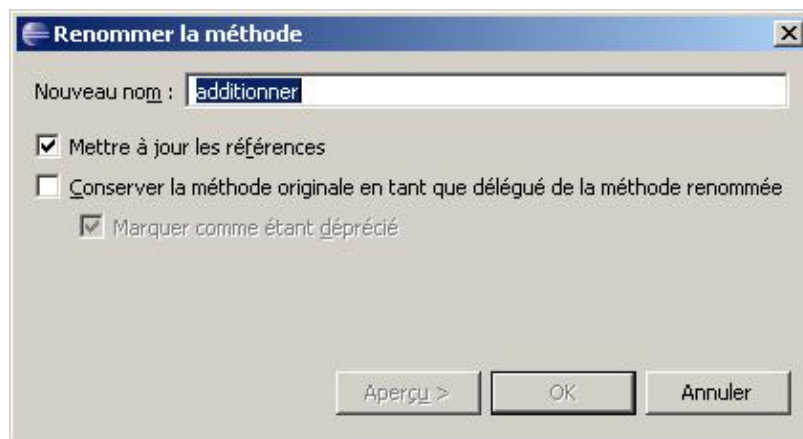 Renommer la méthode
Nouveau nom : additionner
Mettre à jour les références
Conserver la méthode originale en tant que délégué de la méthode renommée
Marquer comme étant déprécié
Aperçu > OK Annuler